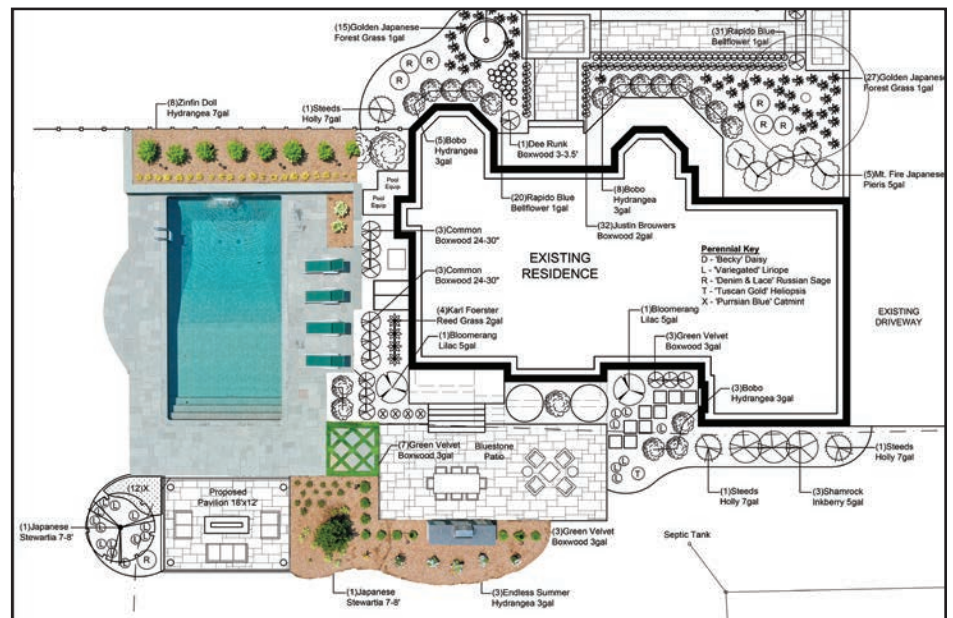 (15)Golden Japanese
Forest Grass 1gal
(31)Rapido Blue
Bellflower 1gal
(27)Golden Japanese
Forest Grass 1gal
(8)Zinfin Doll
Hydrangea 7gal
(1)Steeds
Holly 7gal
R
R
R
R
R
R
R
R
(5)Bobo
Hydrangea
3gal
(1)Dee Runk
Boxwood 3-3.5'
(5)Mt. Fire Japanese
Pieris 5gal
Pool
Equip
Pool
Equip
(20)Rapido Blue
Bellflower 1gal
(8)Bobo
Hydrangea
3gal
(32)Justin Brouwers
Boxwood 2gal
(3)Common
Boxwood 24-30"
EXISTING
RESIDENCE
Perennial Key
D - 'Becky' Daisy
L - 'Variegated' Liriope
R - 'Denim & Lace' Russian Sage
T - 'Tuscan Gold' Heliopsis
X - 'Purrsian Blue' Catmint
(3)Common
Boxwood 24-30"
EXISTING
DRIVEWAY
(4)Karl Foerster
Reed Grass 2gal
(1)Bloomerang
Lilac 5gal
(1)Bloomerang
Lilac 5gal
(3)Green Velvet
Boxwood 3gal
(3)Bobo
Hydrangea 3gal
X X X X
L
L
L
L
L
L
L
L
T
(7)Green Velvet
Boxwood 3gal
Bluestone
Patio
(1)Steeds
Holly 7gal
(12)X
Proposed
Pavilion 16'x12'
(1)Steeds
Holly 7gal
(3)Shamrock
Inkberry 5gal
(1)Japanese
Stewartia 7-8'
L
L
L
L
L
L
L
R
(3)Green Velvet
Boxwood 3gal
Septic Tank
(1)Japanese
Stewartia 7-8'
(3)Endless Summer
Hydrangea 3gal